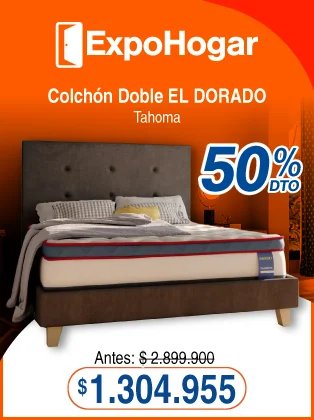 ExpoHogar
Colchón Doble EL DORADO
Tahoma
50%
DTO
Antes: $ 2.899.900
$1.304.955